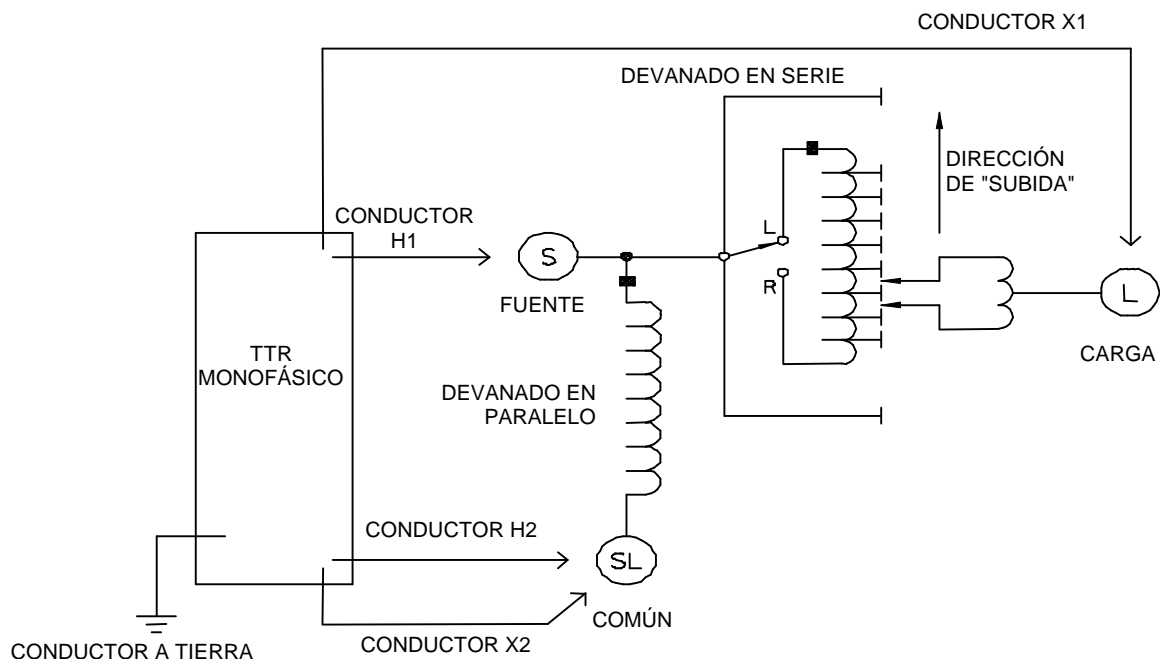 CONDUCTOR X1
DEVANADO EN SERIE
DIRECCIÓN
DE "SUBIDA"
CONDUCTOR
H1
L
R
S
FUENTE
L
CARGA
TTR
MONOFÁSICO
DEVANADO EN
PARALELO
CONDUCTOR H2
SL
COMÚN
CONDUCTOR X2
CONDUCTOR A TIERRA